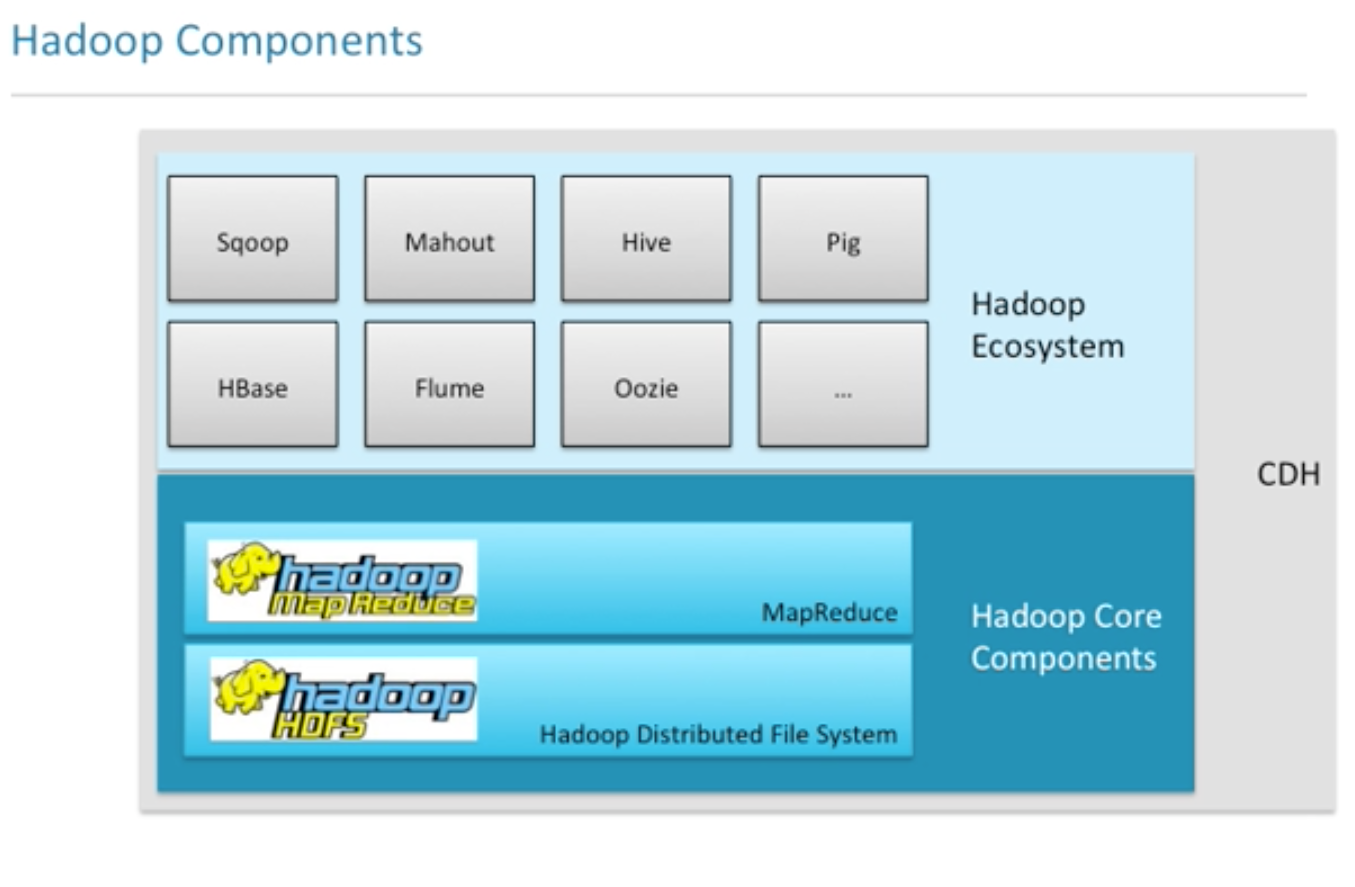 Hadoop Components
Sqoop
Mahout
Hive
Pig
HBase
Flume
Oozie
...
Hadoop
Ecosystem
CDH
hadoop
Map Reduce
MapReduce
hadoop
HDFS
Hadoop Distributed File System
Hadoop Core
Components